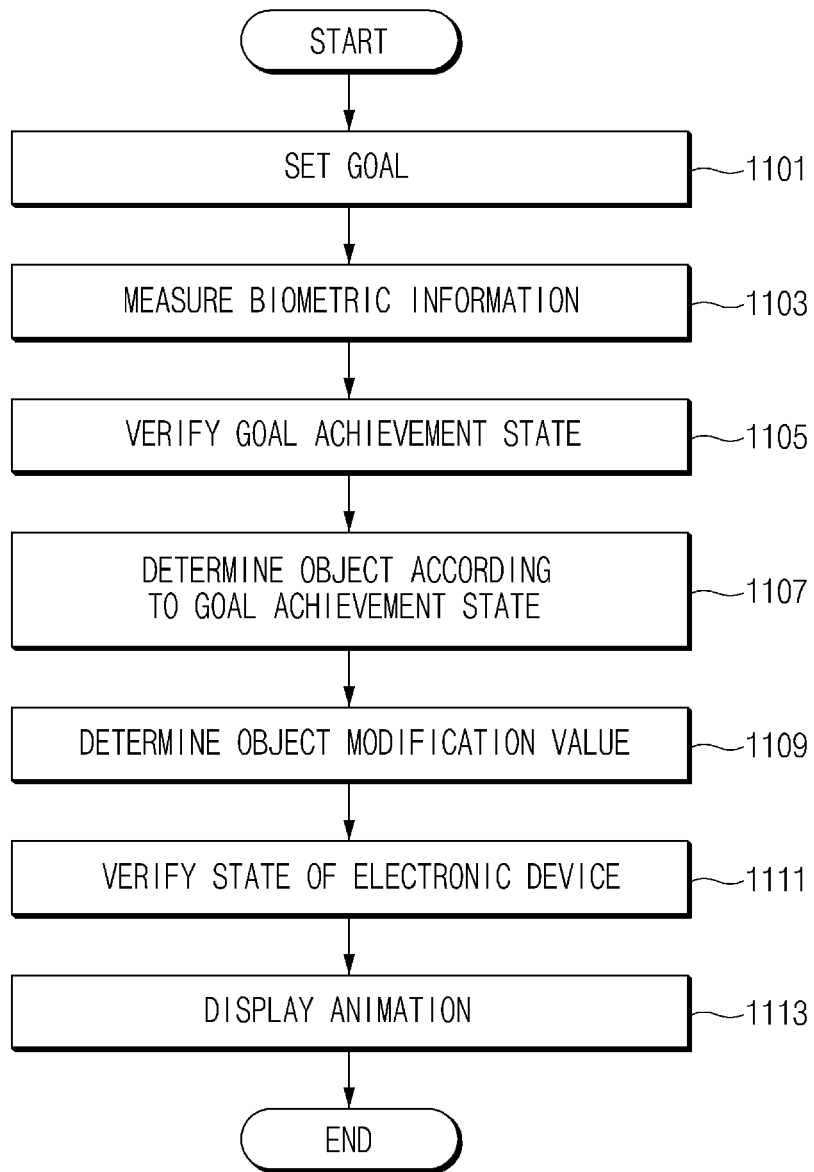 START
SET GOAL
1101
MEASURE BIOMETRIC INFORMATION
1103
VERIFY GOAL ACHIEVEMENT STATE
1105
DETERMINE OBJECT ACCORDING
TO GOAL ACHIEVEMENT STATE
1107
DETERMINE OBJECT MODIFICATION VALUE
1109
VERIFY STATE OF ELECTRONIC DEVICE
1111
DISPLAY ANIMATION
1113
END